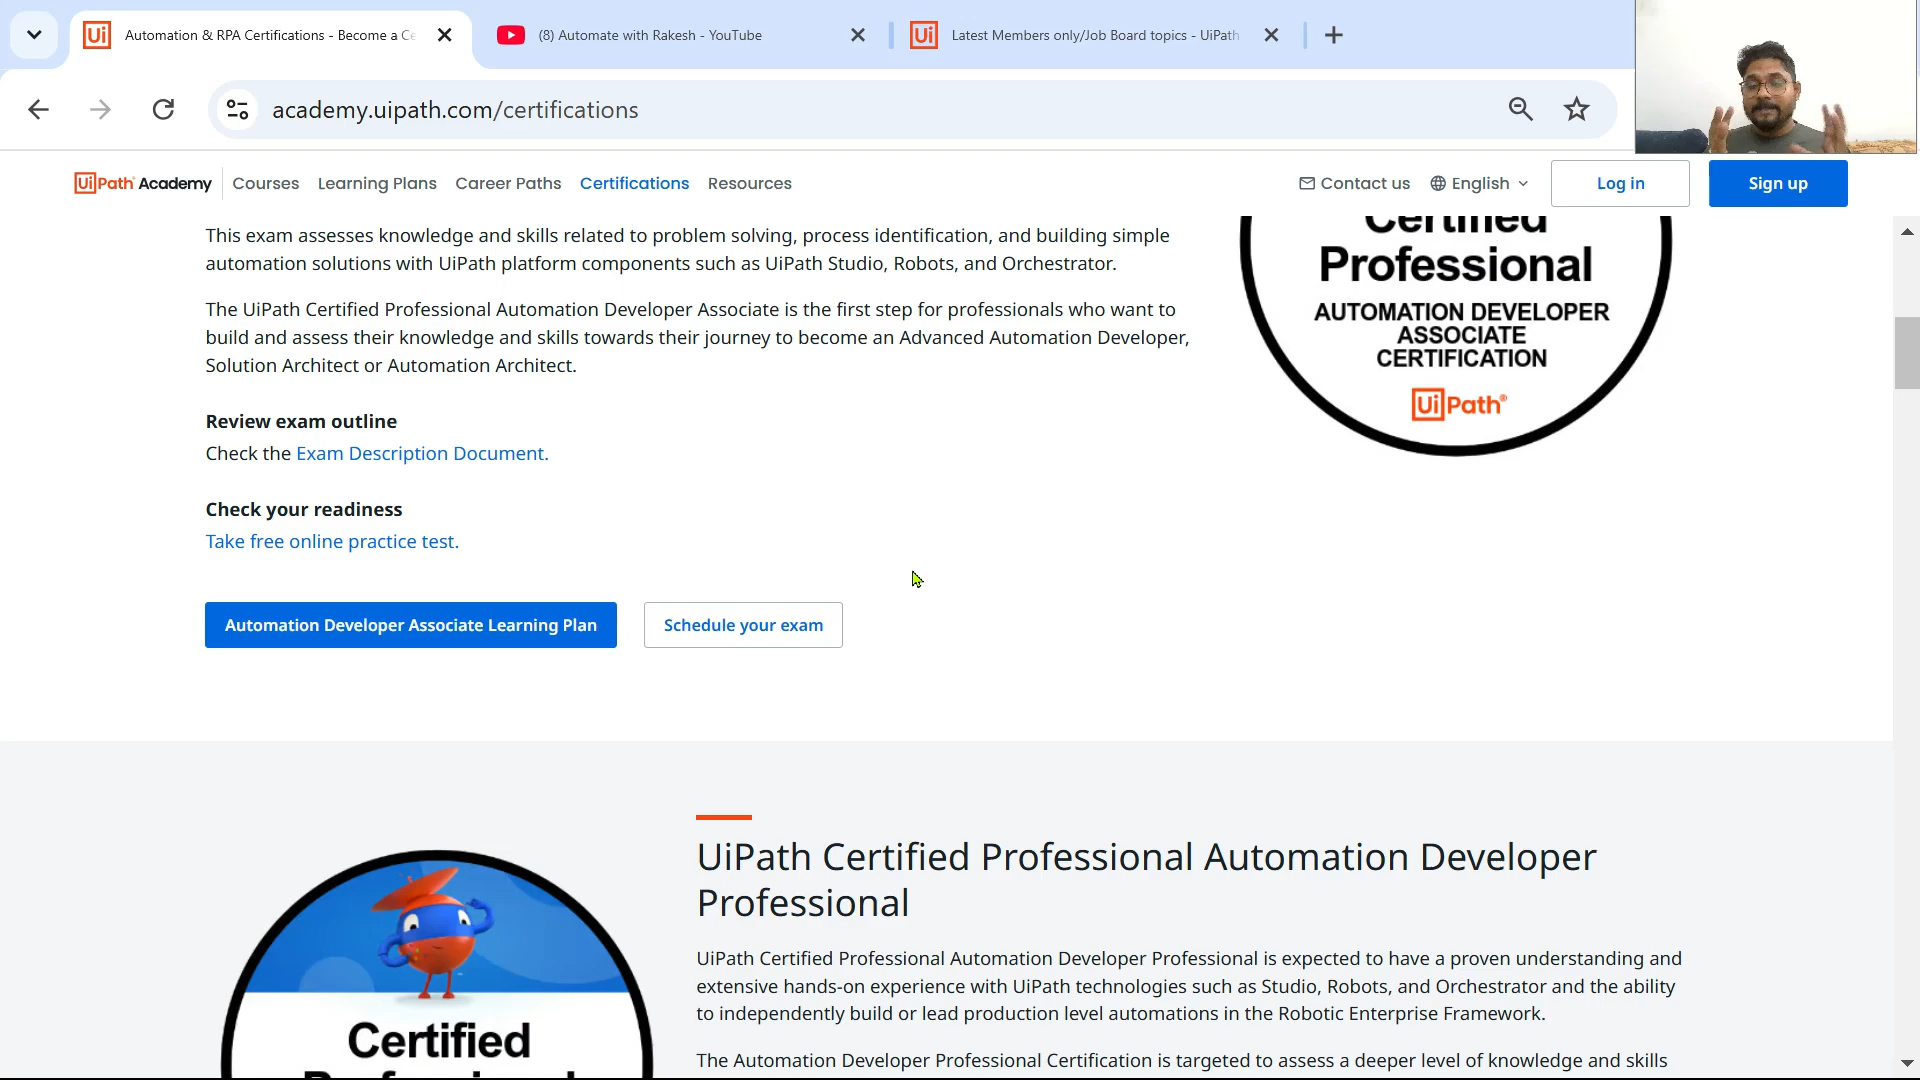 Automation & RPA Certifications - Become a Ce
(8) Automate with Rakesh - YouTube
Latest Members only/Job Board topics - UiPath
academy.uipath.com/certifications
UiPath Academy
Courses
Learning Plans
Career Paths
Certifications
Resources
Contact us
English
Log in
Sign up
This exam assesses knowledge and skills related to problem solving, process identification, and building simple
automation solutions with UiPath platform components such as UiPath Studio, Robots, and Orchestrator.
The UiPath Certified Professional Automation Developer Associate is the first step for professionals who want to
build and assess their knowledge and skills towards their journey to become an Advanced Automation Developer,
Solution Architect or Automation Architect.
Review exam outline
Check the Exam Description Document.
Check your readiness
Take free online practice test.
Automation Developer Associate Learning Plan
Schedule your exam
Certified
Professional
AUTOMATION DEVELOPER
ASSOCIATE
CERTIFICATION
UiPath®
UiPath Certified Professional Automation Developer
Professional
UiPath Certified Professional Automation Developer Professional is expected to have a proven understanding and
extensive hands-on experience with UiPath technologies such as Studio, Robots, and Orchestrator and the ability
to independently build or lead production level automations in the Robotic Enterprise Framework.
The Automation Developer Professional Certification is targeted to assess a deeper level of knowledge and skills
Certified